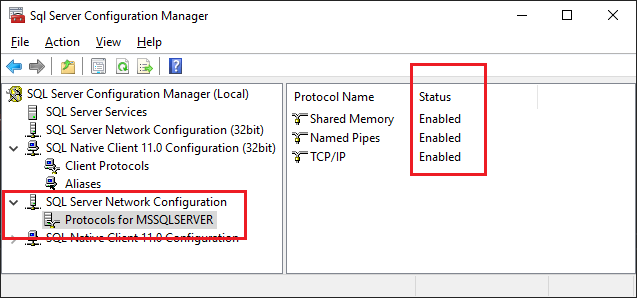 Sql Server Configuration Manager
File Action View Help
SQL Server Configuration Manager (Local)
SQL Server Services
SQL Server Network Configuration (32bit)
SQL Native Client 11.0 Configuration (32bit)
Client Protocols
Aliases
SQL Server Network Configuration
Protocols for MSSQLSERVER
SQL Native Client 11.0 Configuration
Protocol Name Status
Shared Memory Enabled
Named Pipes Enabled
TCP/IP Enabled